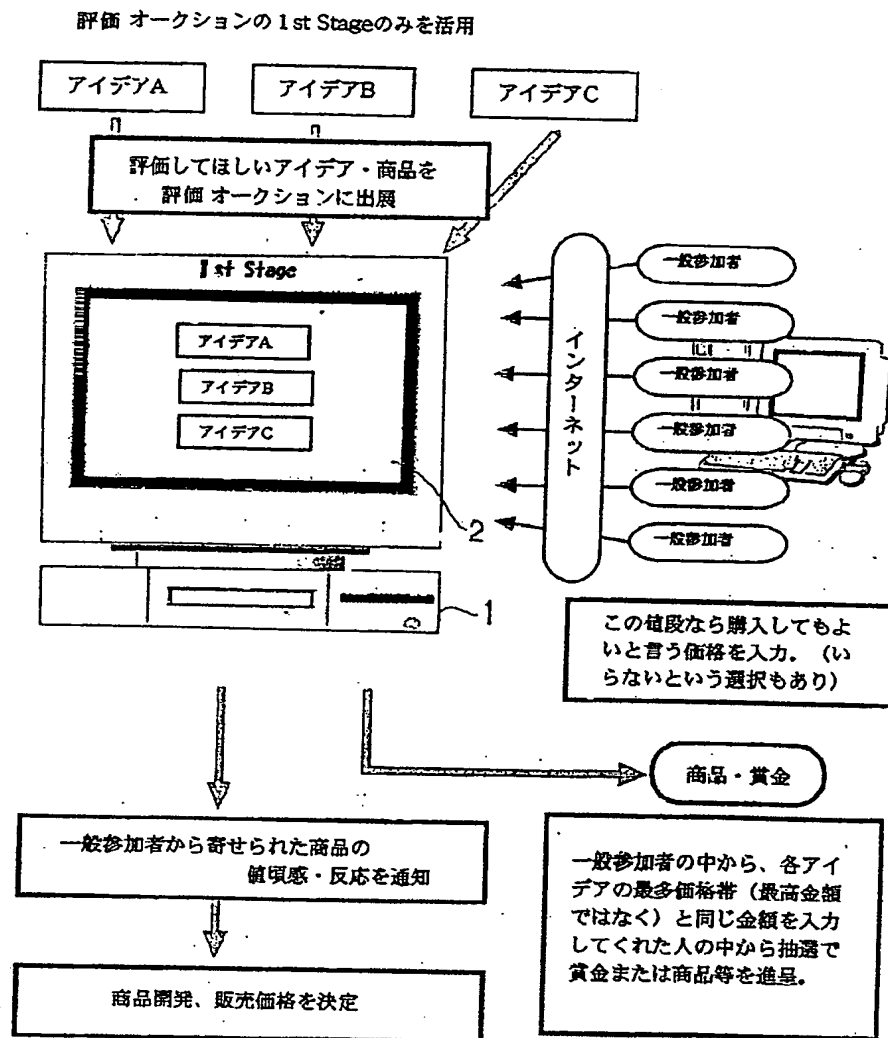 評価 オークションの1st Stageのみを活用
アイデアA
アイデアB
アイデアC
評価してほしいアイデア・商品を
評価 オークションに出展
1st Stage
アイデアA
アイデアB
アイデアC
2
1
インターネット
一般参加者
一般参加者
一般参加者
一般参加者
一般参加者
一般参加者
この値段なら購入してもよ
いと言う価格を入力。(い
らないという選択もあり)
商品・賞金
一般参加者から寄せられた商品の
値頃感・反応を通知
商品開発、販売価格を決定
一般参加者の中から、各アイ
デアの最多価格帯(最高金額
ではなく)と同じ金額を入力
してくれた人の中から抽選で
賞金または商品等を進呈。